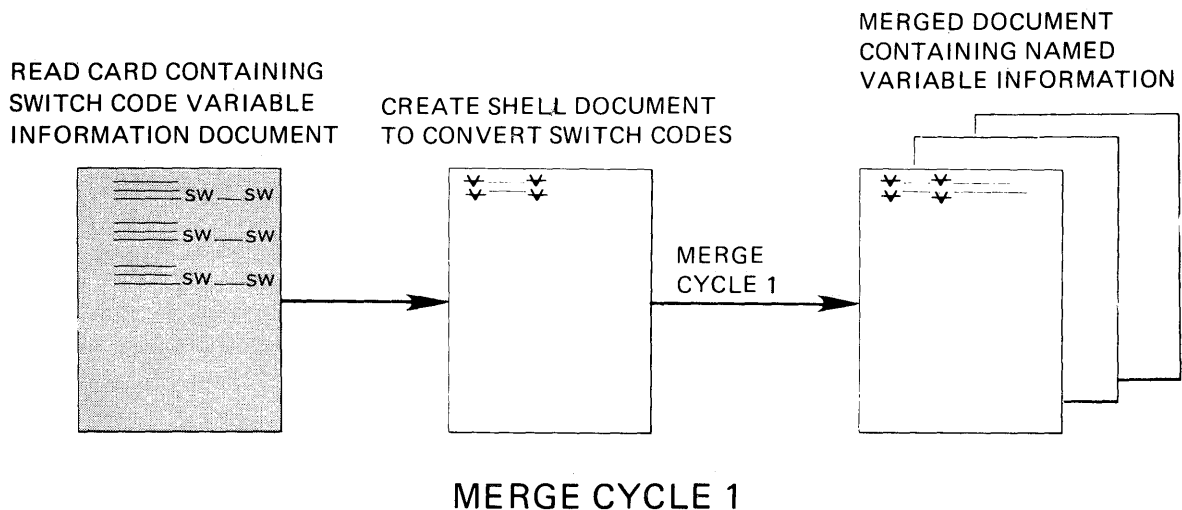 READ CARD CONTAINING
SWITCH CODE VARIABLE
INFORMATION DOCUMENT
CREATE SHELL DOCUMENT
TO CONVERT SWITCH CODES
MERGED DOCUMENT
CONTAINING NAMED
VARIABLE INFORMATION
SW SW
SW SW
SW SW
MERGE
CYCLE 1
MERGE CYCLE 1